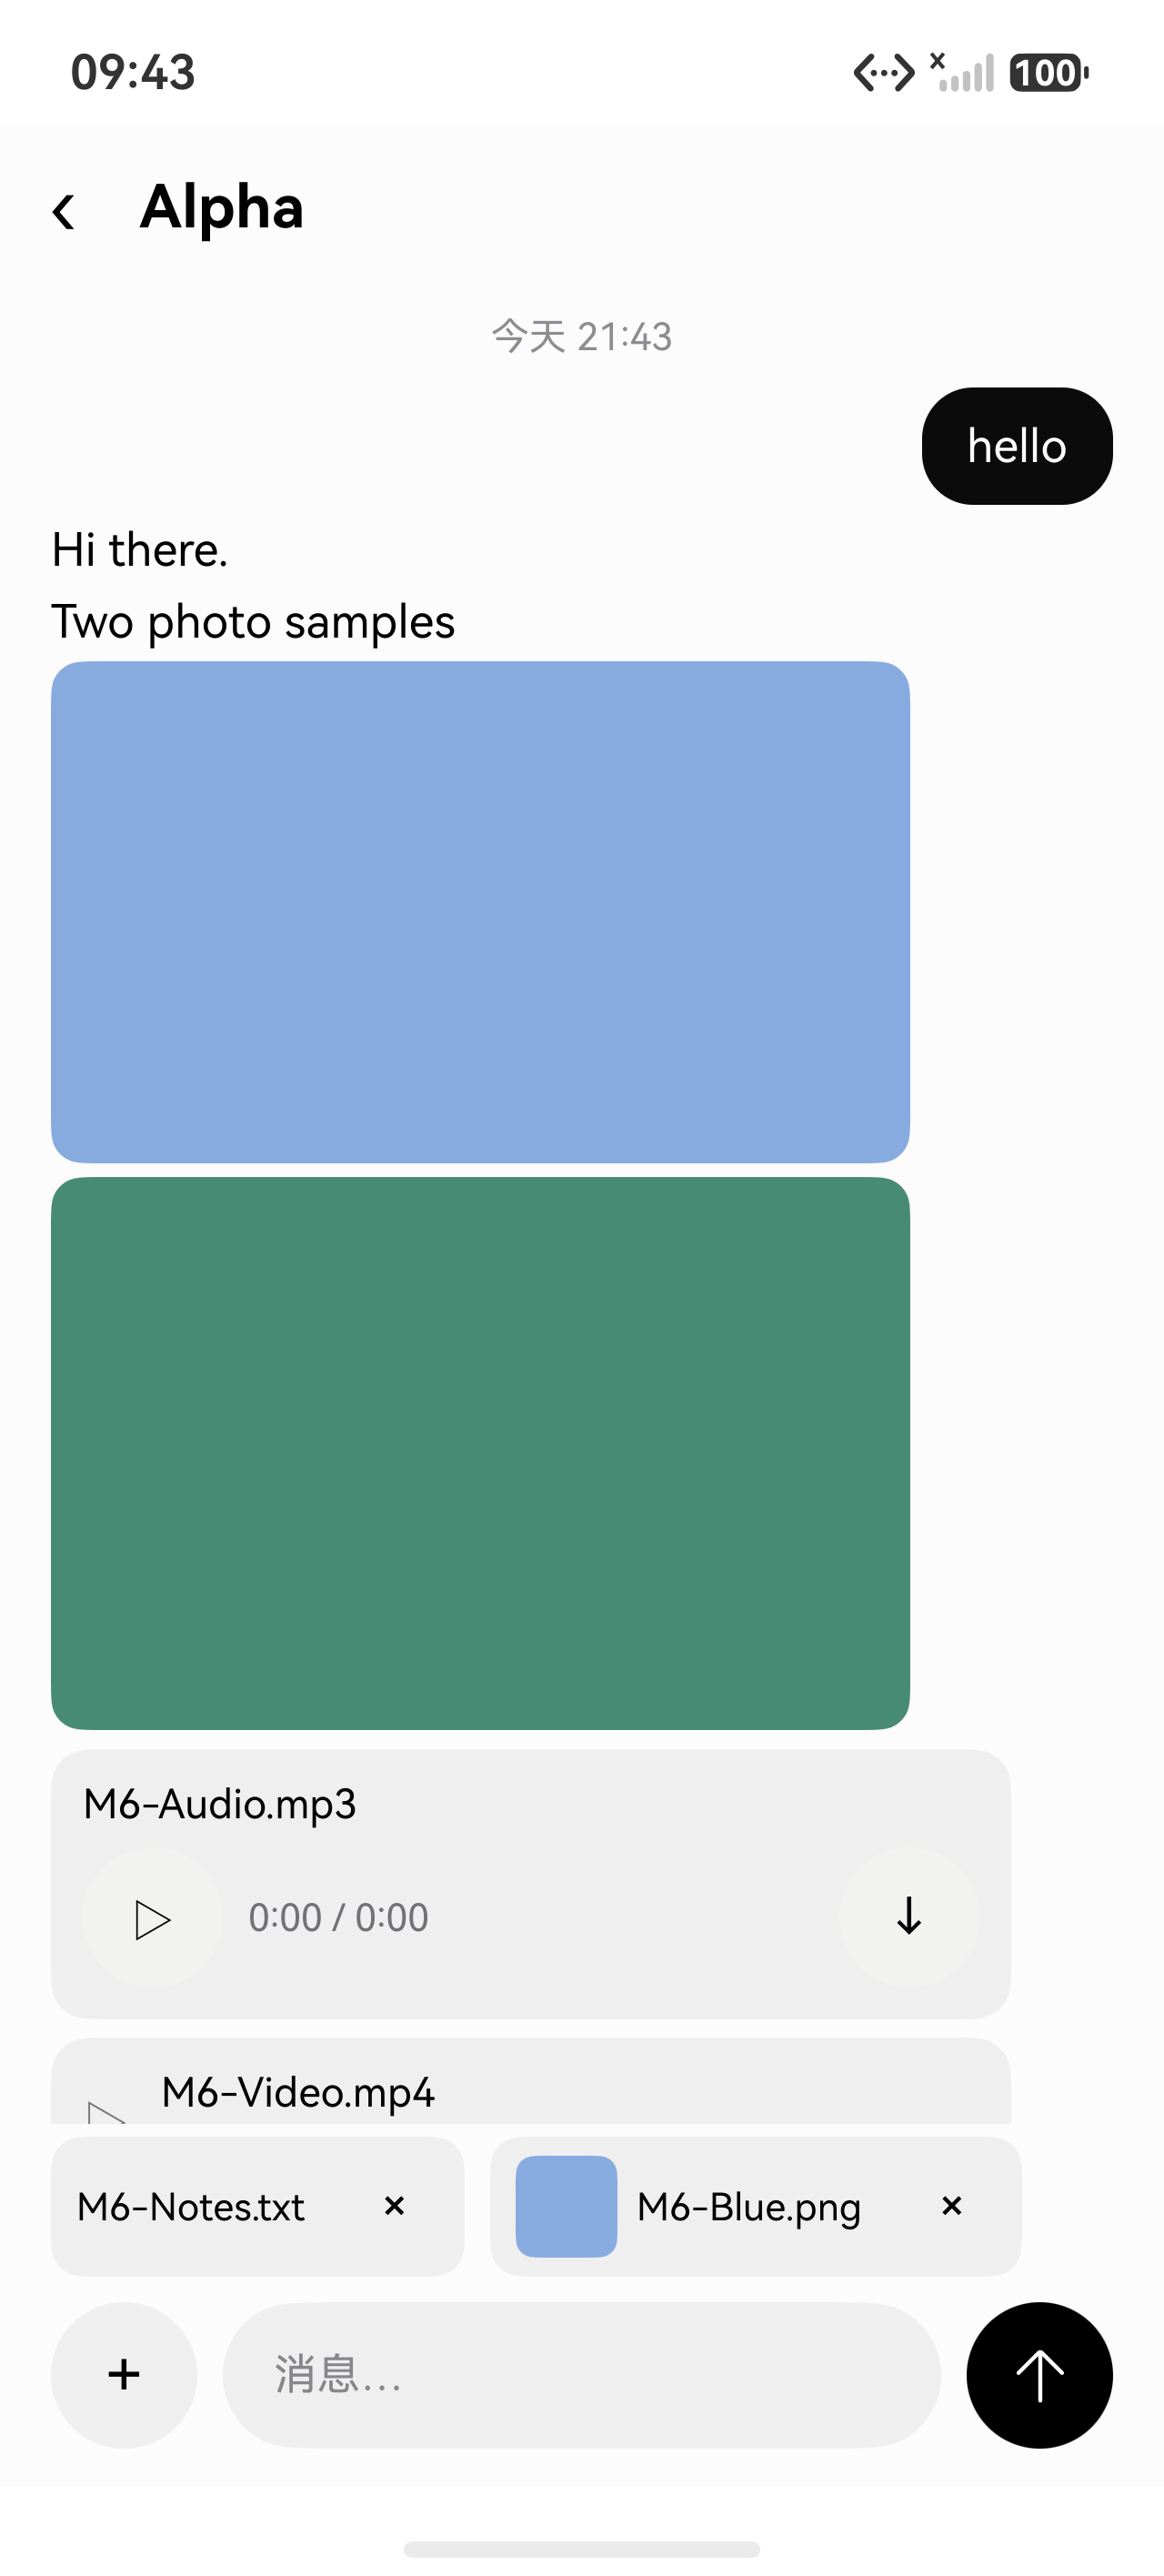 09:43
100
Alpha
今天 21:43
hello
Hi there.
Two photo samples
M6-Audio.mp3
0:00 / 0:00
M6-Video.mp4
M6-Notes.txt ×
M6-Blue.png ×
消息...